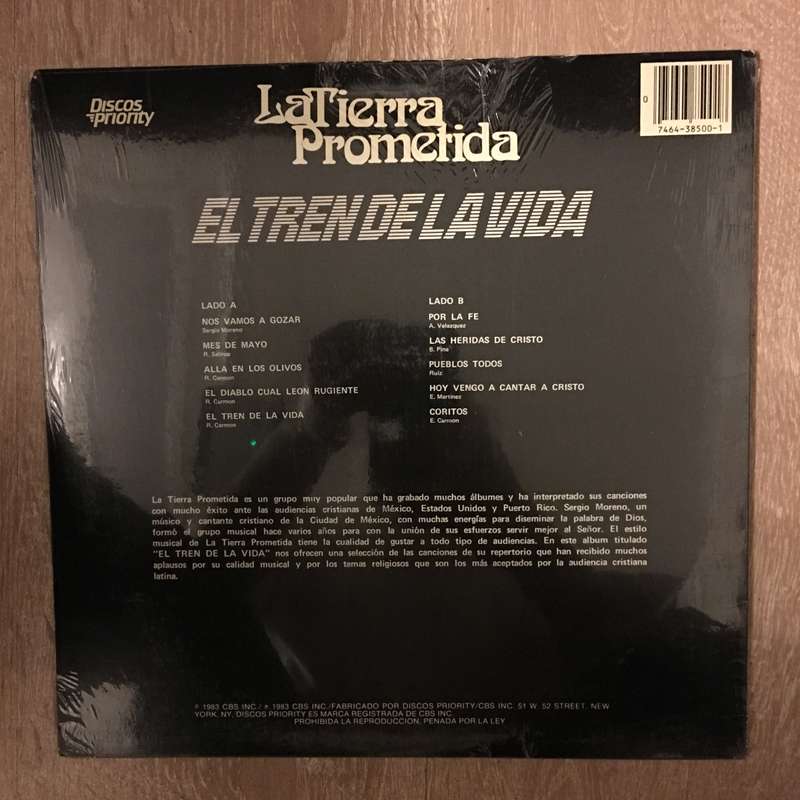 Discos
Priority
La Tierra
Prometida
0
7464-38500-1
EL TREN DE LA VIDA
LADO A
NOS VAMOS A GOZAR
Sergio Moreno
MES DE MAYO
R. Salinas
ALLA EN LOS OLIVOS
R. Carmon
EL DIABLO CUAL LEON RUGIENTE
R. Carmon
EL TREN DE LA VIDA
R. Carmon
LADO B
POR LA FE
A. Velazquez
LAS HERIDAS DE CRISTO
B. Pina
PUEBLOS TODOS
Ruiz
HOY VENGO A CANTAR A CRISTO
E. Martinez
CORITOS
E. Carmon
La Tierra Prometida es un grupo muy popular que ha grabado muchos álbumes y ha interpretado sus canciones
con mucho éxito ante las audiencias cristianas de México, Estados Unidos y Puerto Rico. Sergio Moreno, un
músico y cantante cristiano de la Ciudad de México, con muchas energías para diseminar la palabra de Dios,
formó el grupo musical hace varios años para con la unión de sus esfuerzos servir mejor al Señor. El estilo
musical de La Tierra Prometida tiene la cualidad de gustar a todo tipo de audiencias. En este album titulado
"EL TREN DE LA VIDA" nos ofrecen una selección de las canciones de su repertorio que han recibido muchos
aplausos por su calidad musical y por los temas religiosos que son los más aceptados por la audiencia cristiana
latina.
℗ 1983 CBS INC./ ℗ 1983 CBS INC./FABRICADO POR DISCOS PRIORITY/CBS INC. 51 W. 52 STREET, NEW
YORK, NY. DISCOS PRIORITY ES MARCA REGISTRADA DE CBS INC.
PROHIBIDA LA REPRODUCCION, PENADA POR LA LEY